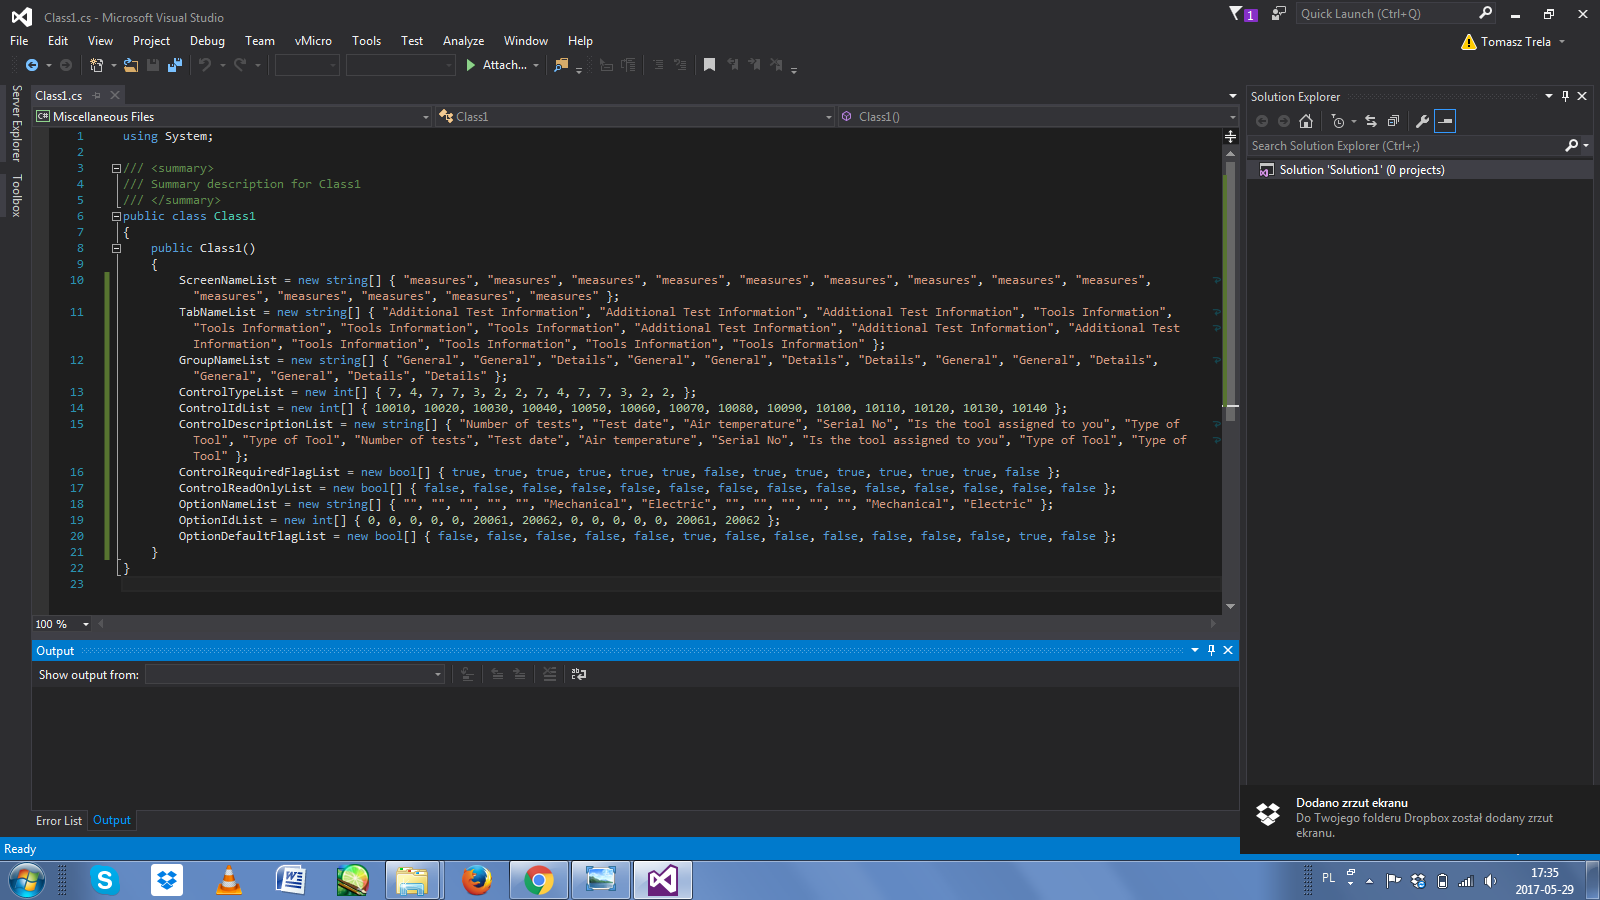 Class1.cs - Microsoft Visual Studio
1
Quick Launch (Ctrl+Q)
File Edit View Project Debug Team vMicro Tools Test Analyze Window Help
Tomasz Trela
Attach...
Server Explorer
Toolbox
Class1.cs
C# Miscellaneous Files
Class1
Class1()
1 using System;
2
3 /// <summary>
4 /// Summary description for Class1
5 /// </summary>
6 public class Class1
7 {
8 public Class1()
9 {
10 ScreenNameList = new string[] { "measures", "measures", "measures", "measures", "measures", "measures", "measures", "measures", "measures",
"measures", "measures", "measures", "measures", "measures" };
11 TabNameList = new string[] { "Additional Test Information", "Additional Test Information", "Additional Test Information", "Tools Information",
"Tools Information", "Tools Information", "Tools Information", "Additional Test Information", "Additional Test Information", "Additional Test
Information", "Tools Information", "Tools Information", "Tools Information", "Tools Information" };
12 GroupNameList = new string[] { "General", "General", "Details", "General", "General", "Details", "Details", "General", "General", "Details",
"General", "General", "Details", "Details" };
13 ControlTypeList = new int[] { 7, 4, 7, 7, 3, 2, 2, 7, 4, 7, 7, 3, 2, 2, };
14 ControlIdList = new int[] { 10010, 10020, 10030, 10040, 10050, 10060, 10070, 10080, 10090, 10100, 10110, 10120, 10130, 10140 };
15 ControlDescriptionList = new string[] { "Number of tests", "Test date", "Air temperature", "Serial No", "Is the tool assigned to you", "Type of
Tool", "Type of Tool", "Number of tests", "Test date", "Air temperature", "Serial No", "Is the tool assigned to you", "Type of Tool", "Type of
Tool" };
16 ControlRequiredFlagList = new bool[] { true, true, true, true, true, true, false, true, true, true, true, true, true, false };
17 ControlReadOnlyList = new bool[] { false, false, false, false, false, false, false, false, false, false, false, false, false, false };
18 OptionNameList = new string[] { "", "", "", "", "", "Mechanical", "Electric", "", "", "", "", "", "Mechanical", "Electric" };
19 OptionIdList = new int[] { 0, 0, 0, 0, 0, 20061, 20062, 0, 0, 0, 0, 0, 20061, 20062 };
20 OptionDefaultFlagList = new bool[] { false, false, false, false, false, true, false, false, false, false, false, false, true, false };
21 }
22 }
23
100 %
Solution Explorer
Search Solution Explorer (Ctrl+;)
Solution 'Solution1' (0 projects)
Output
Show output from:
Error List Output
Ready
Dodano zrzut ekranu
Do Twojego folderu Dropbox został dodany zrzut
ekranu.
PL
17:35
2017-05-29